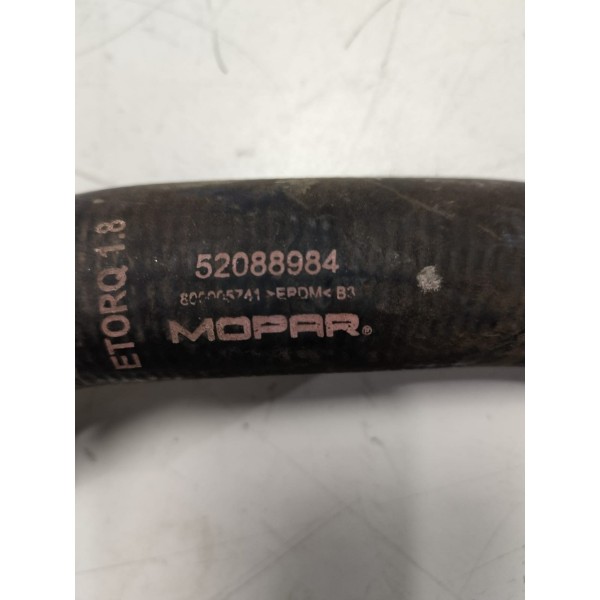 ETORQ 1.8
52088984
>EPDM< B3
MOPAR®